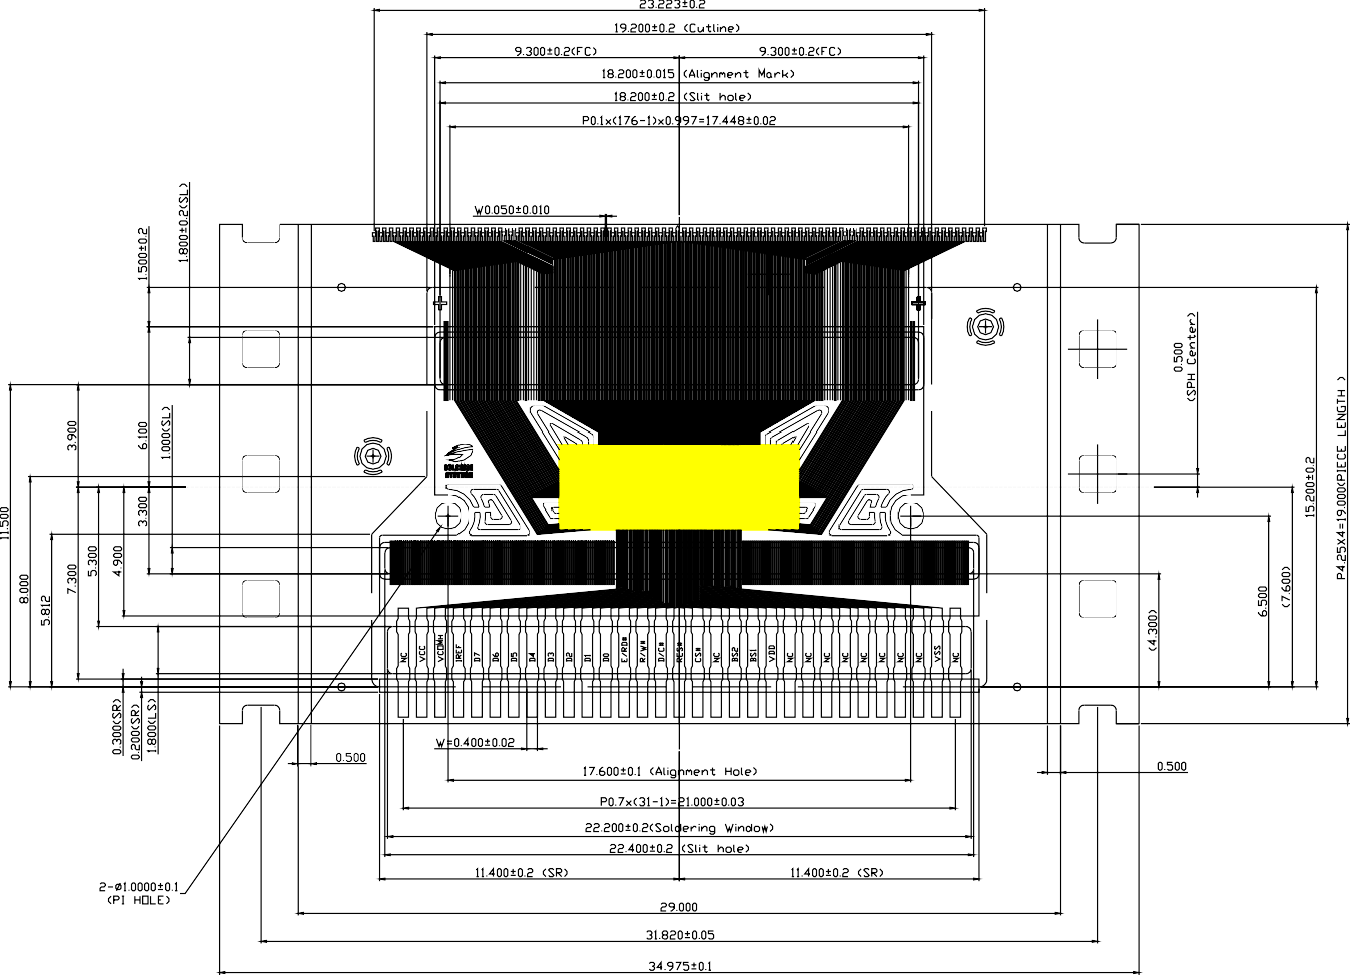 23.223±0.2
19.200±0.2 (Cutline)
9.300±0.2(FC)
9.300±0.2(FC)
18.200±0.015 (Alignment Mark)
18.200±0.2 (Slit hole)
P0.1x(176-1)x0.997=17.448±0.02
W0.050±0.010
1.800±0.2(SL)
1.500±0.2
0.500
(SPH Center)
P4.25X4=19.000(PIECE LENGTH )
15.200±0.2
3.900
6.100
1.000(SL)
3.300
11.500
8.000
5.812
7.300
5.300
4.900
6.500
(7.600)
(4.300)
NC
VCC
VCOMH
IREF
D7
D6
D5
D4
D3
D2
D1
D0
E/RD#
R/W#
D/C#
RES#
CS#
NC
BS2
BS1
VDD
NC
NC
NC
NC
NC
NC
NC
NC
VSS
NC
0.300(SR)
0.200(SR)
1.800(LS)
W=0.400±0.02
0.500
0.500
17.600±0.1 (Alignment Hole)
P0.7x(31-1)=21.000±0.03
22.200±0.2(Soldering Window)
22.400±0.2 (Slit hole)
11.400±0.2 (SR)
11.400±0.2 (SR)
2-ø1.0000±0.1
(PI HOLE)
29.000
31.820±0.05
34.975±0.1